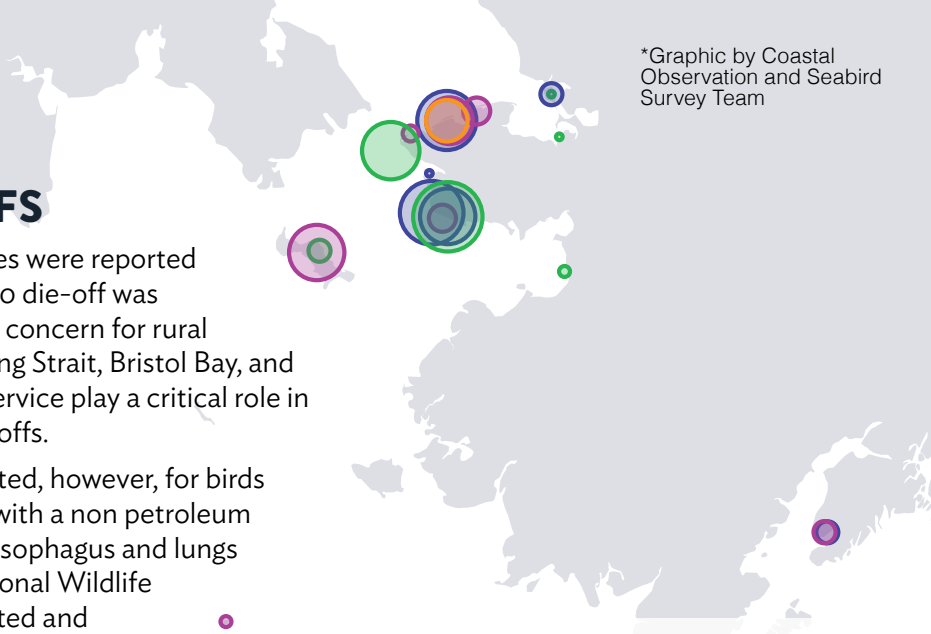 *Graphic by Coastal
Observation and Seabird
Survey Team
FS
es were reported
o die-off was
concern for rural
ng Strait, Bristol Bay, and
ervice play a critical role in
offs.
ted, however, for birds
with a non petroleum
sophagus and lungs
onal Wildlife
ted and